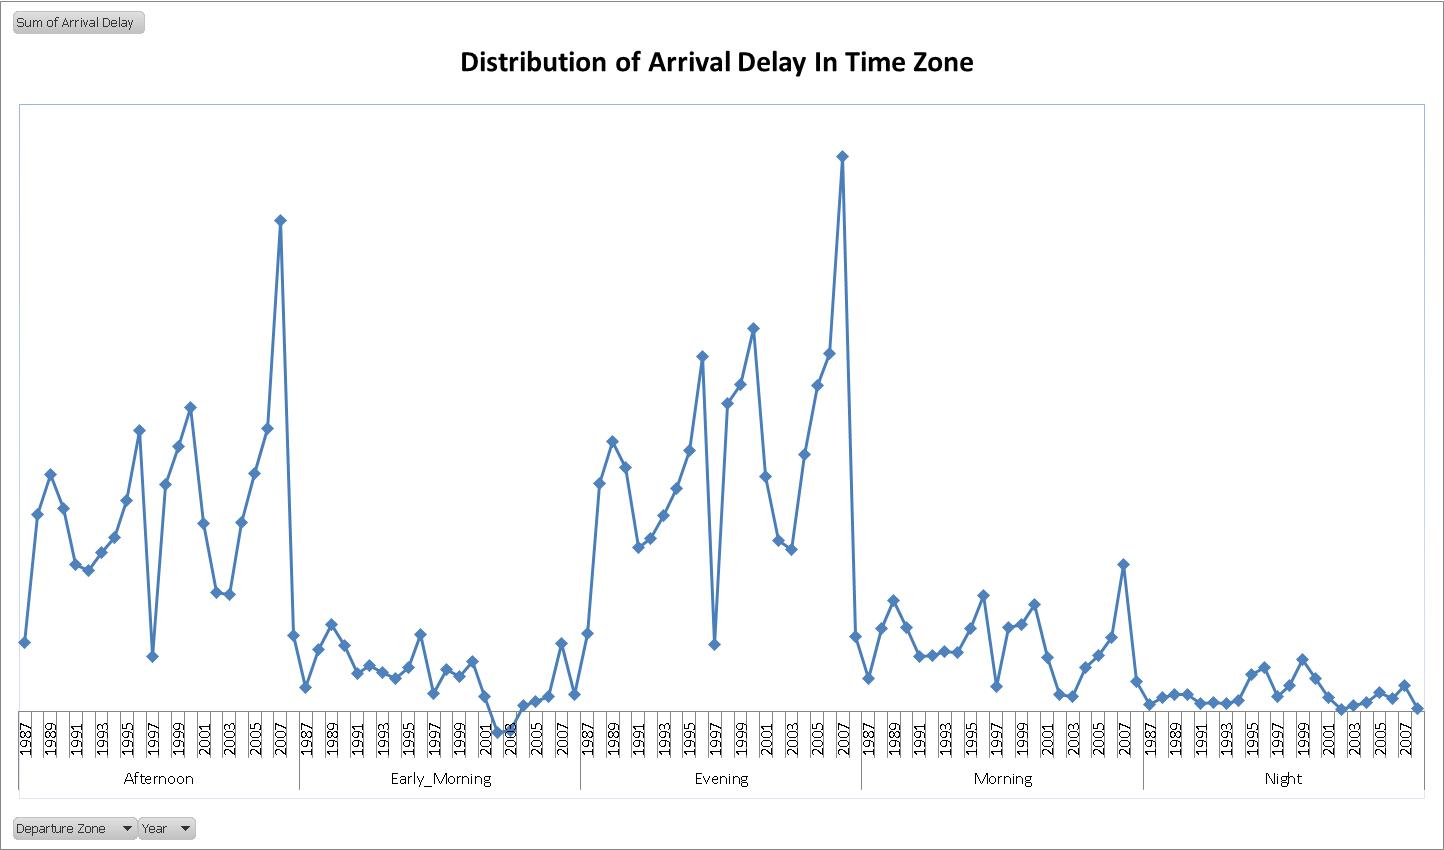 Sum of Arrival Delay
Distribution of Arrival Delay In Time Zone
1987 1989 1991 1993 1995 1997 1999 2001 2003 2005 2007 1987 1989 1991 1993 1995 1997 1999 2001 2003 2005 2007 1987 1989 1991 1993 1995 1997 1999 2001 2003 2005 2007 1987 1989 1991 1993 1995 1997 1999 2001 2003 2005 2007 1987 1989 1991 1993 1995 1997 1999 2001 2003 2005 2007
Afternoon Early_Morning Evening Morning Night
Departure Zone Year